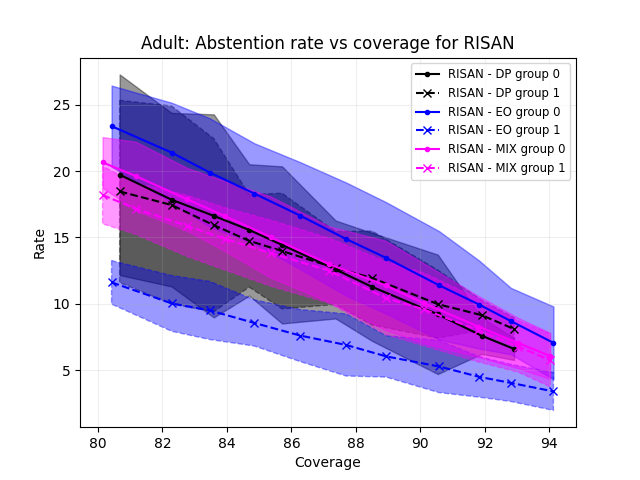 Adult: Abstention rate vs coverage for RISAN
RISAN - DP group 0
RISAN - DP group 1
RISAN - EO group 0
RISAN - EO group 1
RISAN - MIX group 0
RISAN - MIX group 1
Rate
25
20
15
10
5
80 82 84 86 88 90 92 94
Coverage